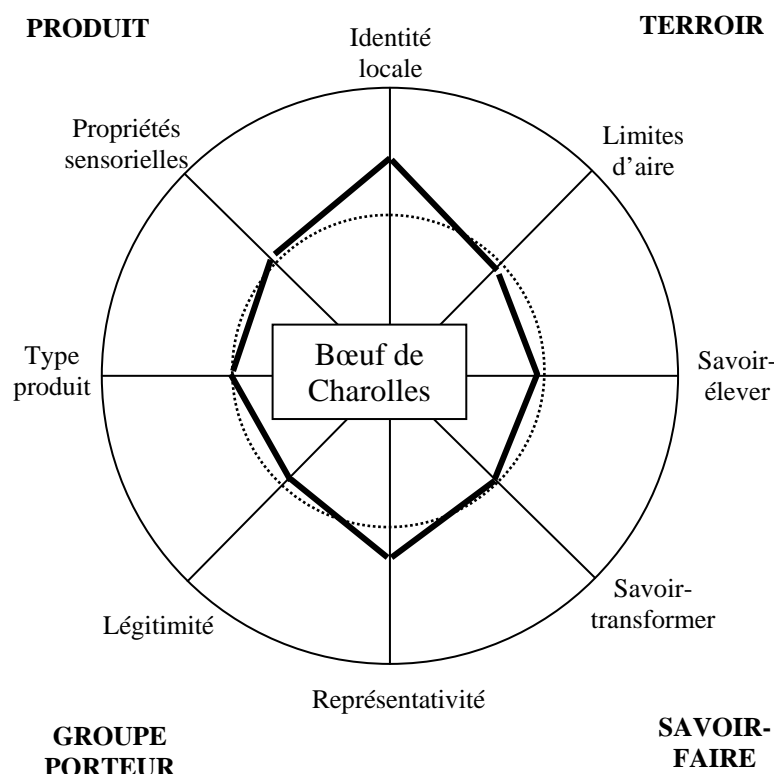 PRODUIT
TERROIR
Identité
locale
Propriétés
sensorielles
Limites
d'aire
Type
produit
Bœuf de
Charolles
Savoir-
élever
Savoir-
transformer
Légitimité
Représentativité
GROUPE
PORTEUR
SAVOIR-
FAIRE